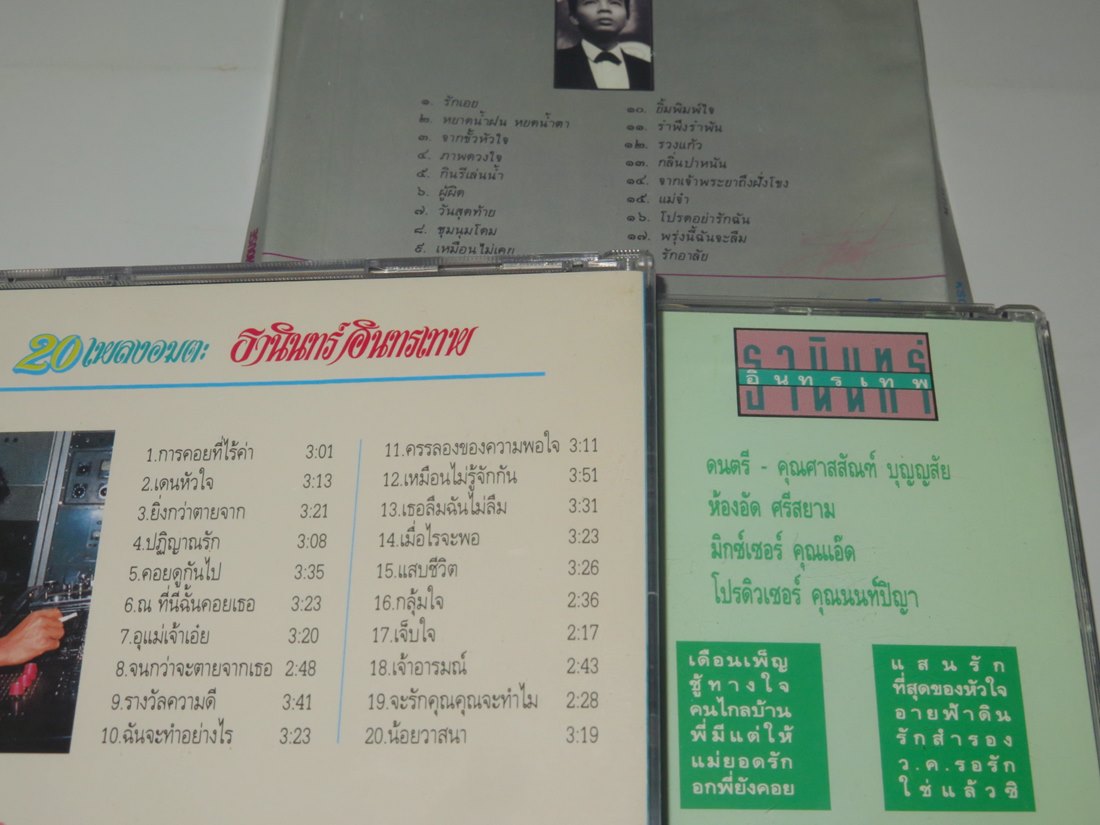 ๑. รักเอย
๒. หยาดน้ำฝน หยดน้ำตา
๓. จากขั้วหัวใจ
๔. ภาพดวงใจ
๕. กินรีเล่นน้ำ
๖. ผู้ผิด
๗. วันสุดท้าย
๘. ชุมนุมโดม
๙. เหมือนไม่เคย
๑๐. ยิ้มพิมพ์ใจ
๑๑. รำพึงรำพัน
๑๒. รวงแก้ว
๑๓. กลิ่นปาหนัน
๑๔. จากเจ้าพระยาถึงฝั่งโขง
๑๕. แม่จ๋า
๑๖. โปรดอย่ารักฉัน
๑๗. พรุ่งนี้ฉันจะลืม
รักอาลัย
20 เพลงอมตะ ธานินทร์ อินทรเทพ
1.การคอยที่ไร้ค่า 3:01
2.เดนหัวใจ 3:13
3.ยิ่งกว่าตายจาก 3:21
4.ปฏิญาณรัก 3:08
5.คอยดูกันไป 3:35
6.ณ ที่นี้ฉันคอยเธอ 3:23
7.อุแม่เจ้าเอ๋ย 3:20
8.จนกว่าจะตายจากเธอ 2:48
9.รางวัลความดี 3:41
10.ฉันจะทำอย่างไร 3:23
11.ครรลองของความพอใจ 3:11
12.เหมือนไม่รู้จักกัน 3:51
13.เธอลืมฉันไม่ลืม 3:31
14.เมื่อไรจะพอ 3:23
15.แสบชีวิต 3:26
16.กลุ้มใจ 2:36
17.เจ็บใจ 2:17
18.เจ้าอารมณ์ 2:43
19.จะรักคุณคุณจะทำไม 2:28
20.น้อยวาสนา 3:19
ธานินทร์
อินทรเทพ
ดนตรี - คุณศาสสัณฑ์ บุญญสัย
ห้องอัด ศรีสยาม
มิกซ์เซอร์ คุณแอ๊ด
โปรดิวเซอร์ คุณนนท์ปิญา
เดือนเพ็ญ
ชู้ทางใจ
คนไกลบ้าน
พี่มีแต่ให้
แม่ยอดรัก
อกพี่ยังคอย
แสนรัก
ที่สุดของหัวใจ
อายฟ้าดิน
รักสำรอง
ว.ค.รอรัก
ใช่แล้วซิ